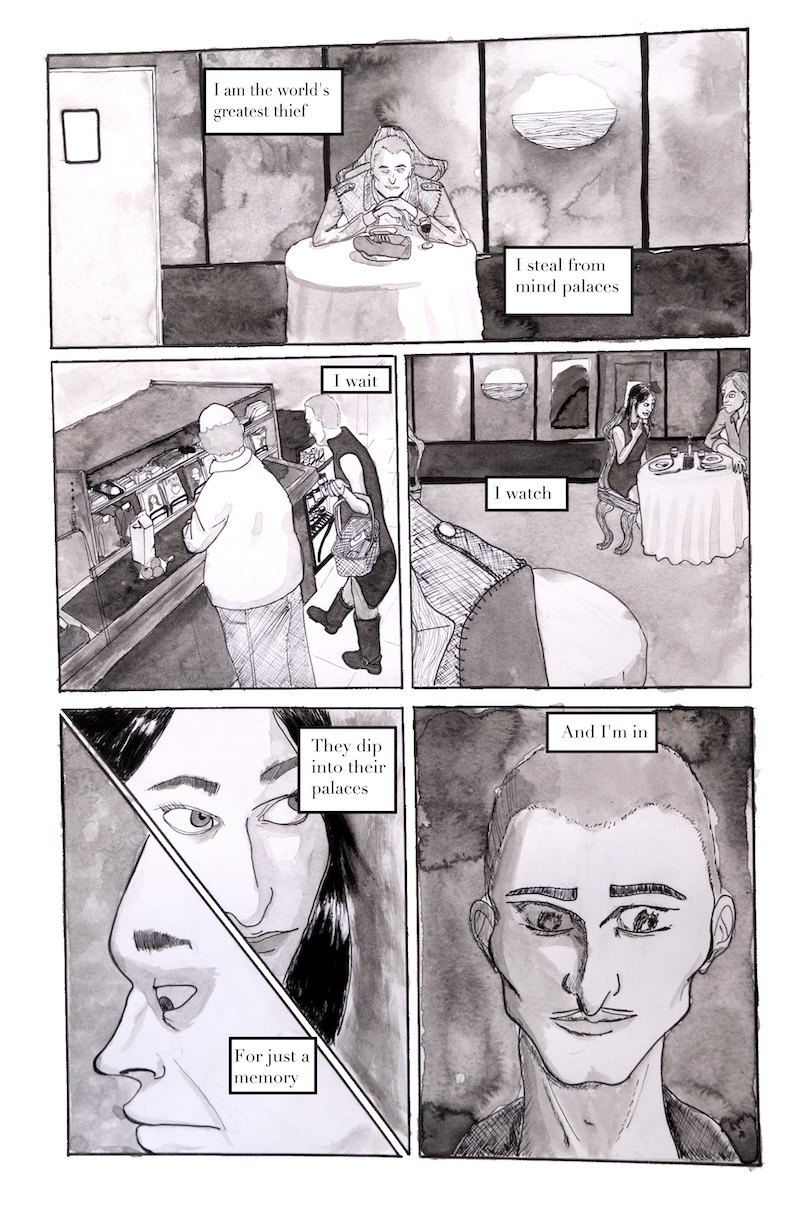 I am the world's
greatest thief
I steal from
mind palaces
I wait
I watch
They dip
into their
palaces
For just a
memory
And I'm in